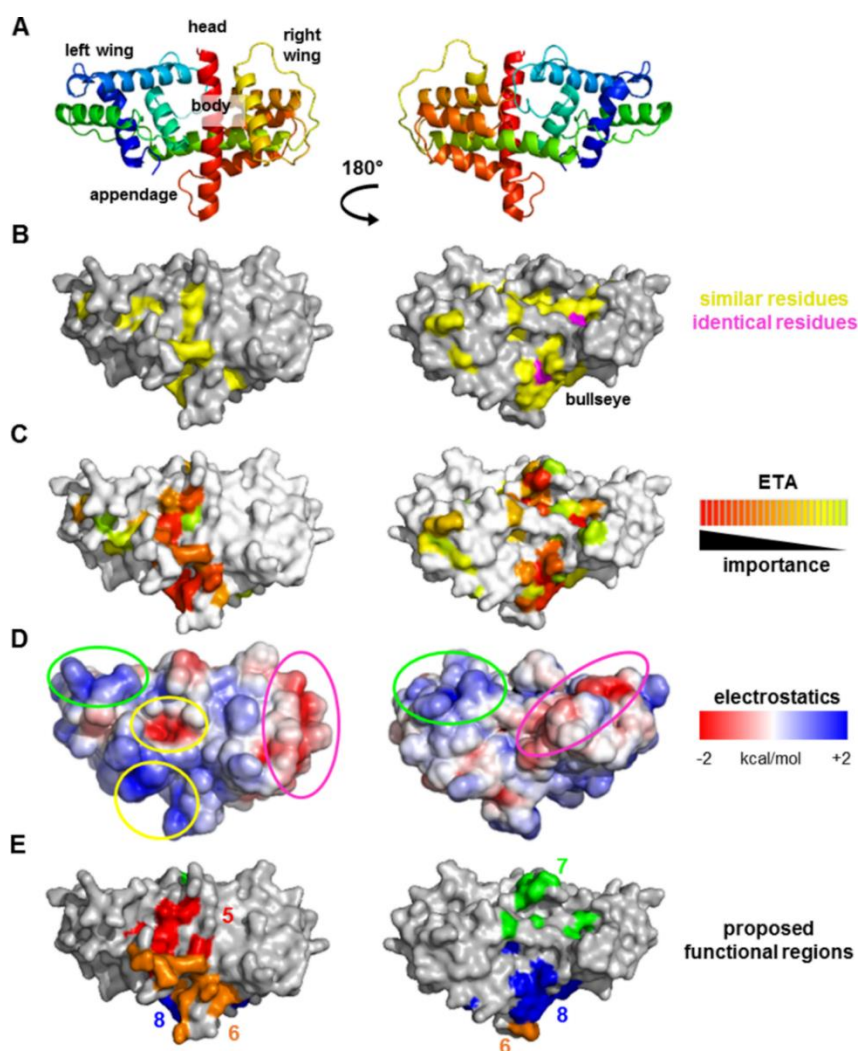 A
head
left wing
right
wing
body
appendage
180°
B
similar residues
identical residues
bullseye
C
ETA
importance
D
electrostatics
-2 kcal/mol +2
E
7
5
proposed
functional regions
8
6
8
6